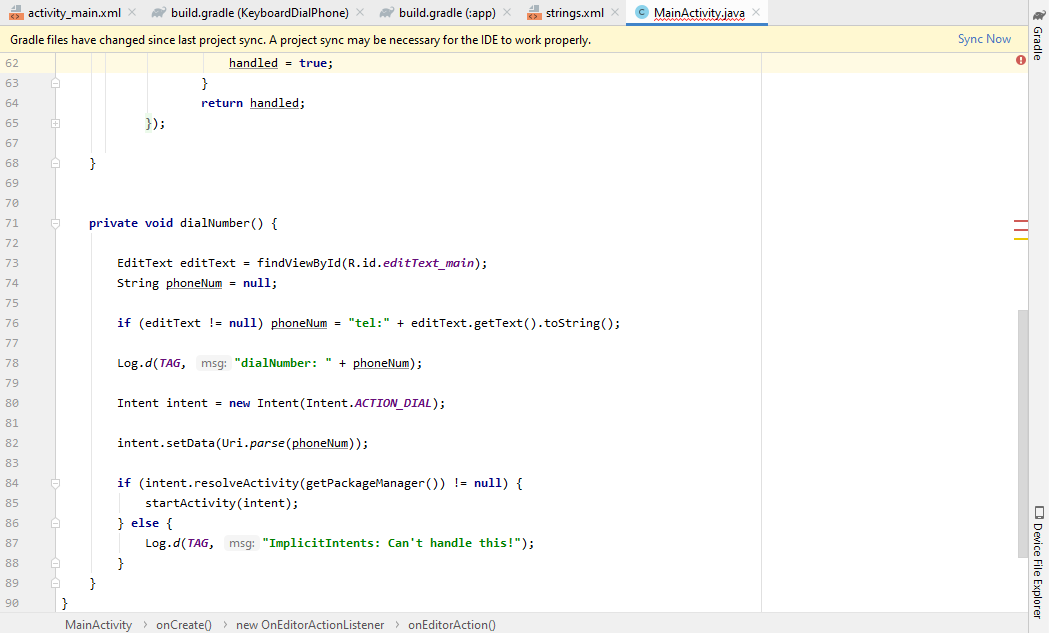 activity_main.xml build.gradle (KeyboardDialPhone) build.gradle (:app) strings.xml MainActivity.java
Gradle files have changed since last project sync. A project sync may be necessary for the IDE to work properly. Sync Now
62 handled = true;
63 }
64 return handled;
65 });
67
68 }
69
70
71 private void dialNumber() {
72
73 EditText editText = findViewById(R.id.editText_main);
74 String phoneNum = null;
75
76 if (editText != null) phoneNum = "tel:" + editText.getText().toString();
77
78 Log.d(TAG, msg: "dialNumber: " + phoneNum);
79
80 Intent intent = new Intent(Intent.ACTION_DIAL);
81
82 intent.setData(Uri.parse(phoneNum));
83
84 if (intent.resolveActivity(getPackageManager()) != null) {
85 startActivity(intent);
86 } else {
87 Log.d(TAG, msg: "ImplicitIntents: Can't handle this!");
88 }
89 }
90 }
MainActivity › onCreate() › new OnEditorActionListener › onEditorAction()
Gradle
Device File Explorer